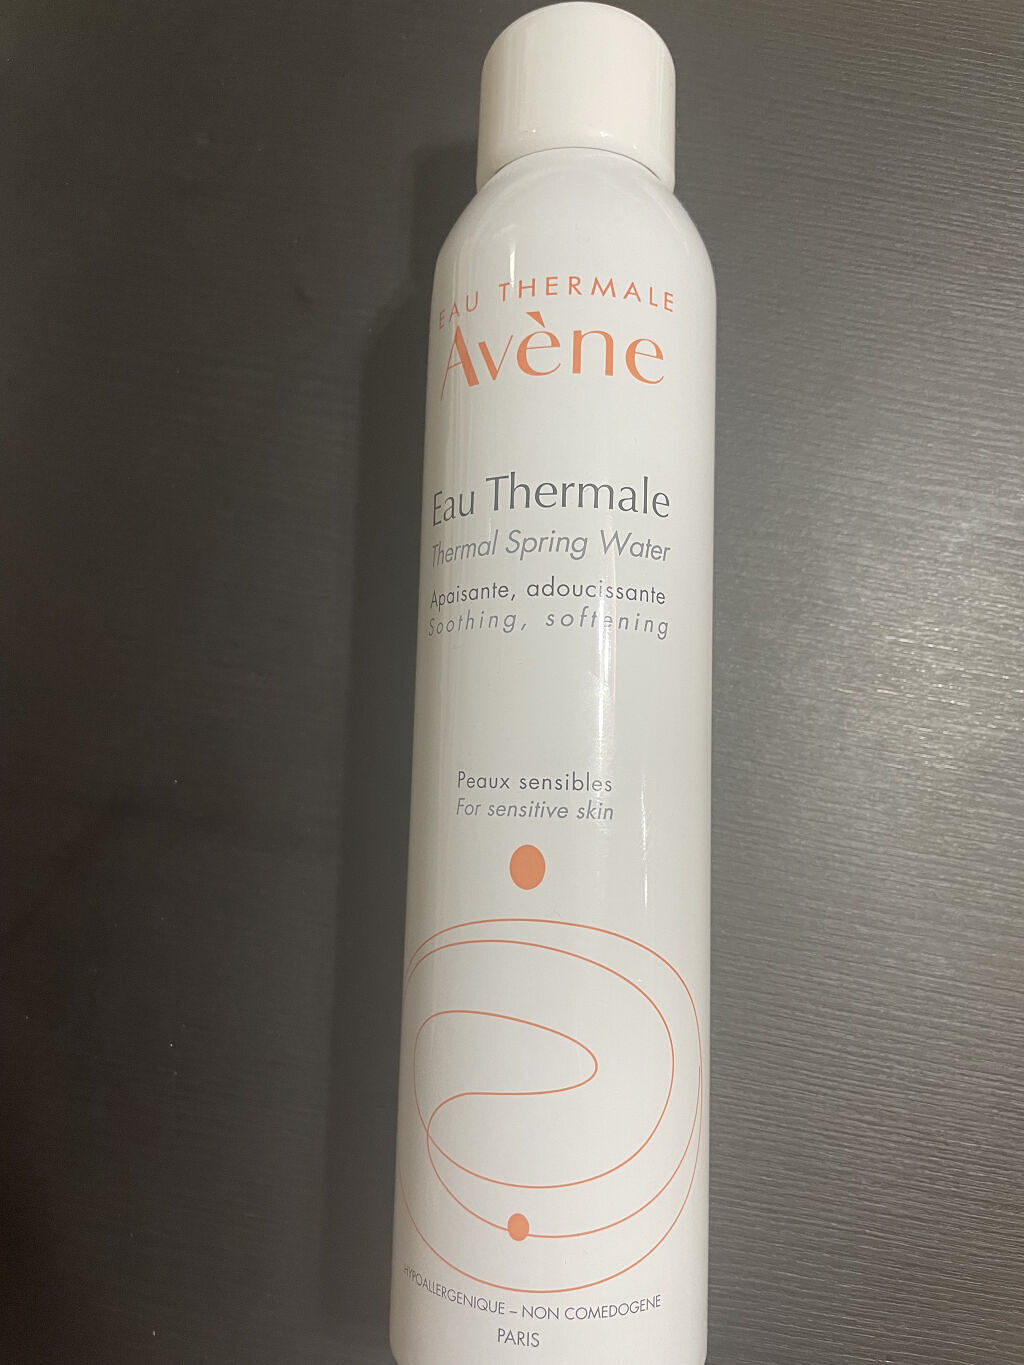 EAU THERMALE
Avène
Eau Thermale
Thermal Spring Water
Apaisante, adoucissante
Soothing, softening
Peaux sensibles
For sensitive skin
HYPOALLERGENIQUE – NON COMEDOGENE
PARIS